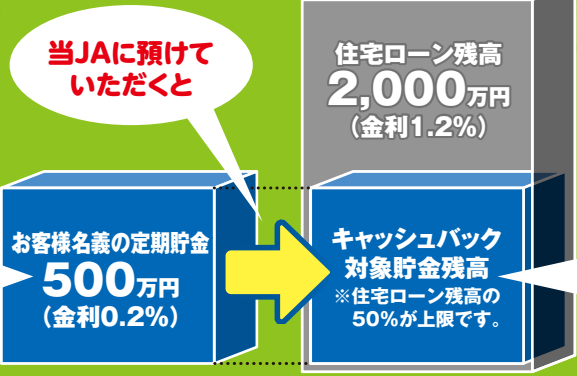 当JAに預けて
いただくと
住宅ローン残高
2,000万円
（金利1.2%）
お客様名義の定期貯金
500万円
（金利0.2%）
キャッシュバック
対象貯金残高
※住宅ローン残高の
50%が上限です。